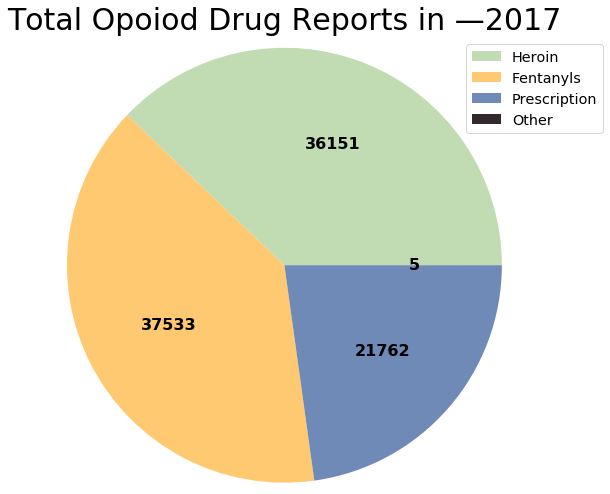 Total Opoiod Drug Reports in —2017
Heroin
Fentanyls
Prescription
Other
36151
5
37533
21762